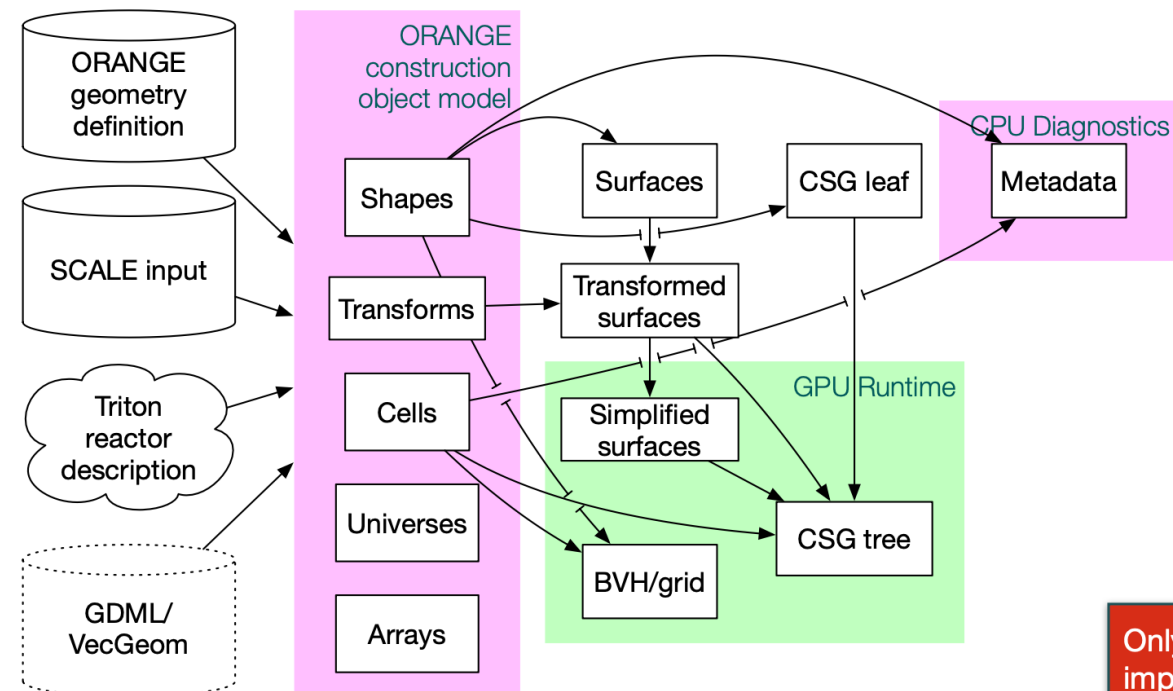 ORANGE
geometry
definition
SCALE input
Triton
reactor
description
GDML/
VecGeom
ORANGE
construction
object model
Shapes
Transforms
Cells
Universes
Arrays
Surfaces
CSG leaf
Transformed
surfaces
CPU Diagnostics
Metadata
GPU Runtime
Simplified
surfaces
CSG tree
BVH/grid